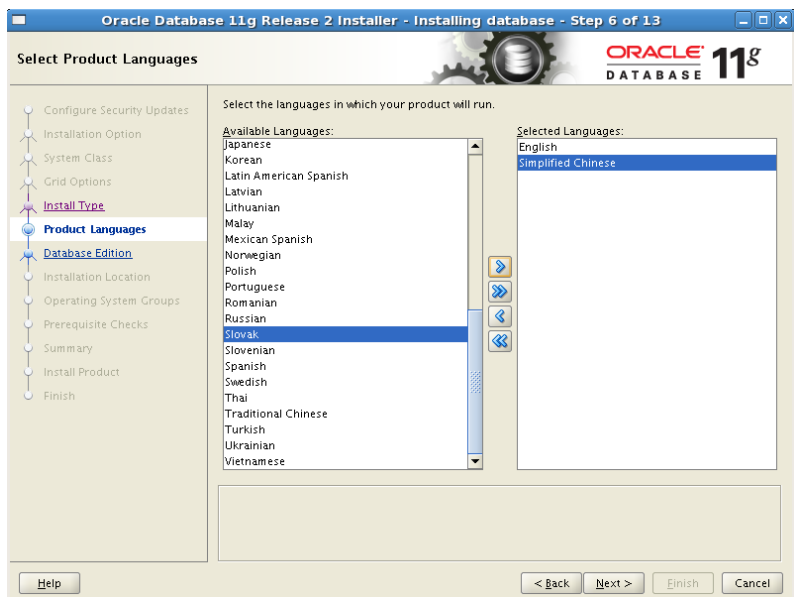 Oracle Database 11g Release 2 Installer - Installing database - Step 6 of 13
Select Product Languages
ORACLE
DATABASE
11g
Configure Security Updates
Installation Option
System Class
Grid Options
Install Type
Product Languages
Database Edition
Installation Location
Operating System Groups
Prerequisite Checks
Summary
Install Product
Finish
Select the languages in which your product will run.
Available Languages:
Japanese
Korean
Latin American Spanish
Latvian
Lithuanian
Malay
Mexican Spanish
Norwegian
Polish
Portuguese
Romanian
Russian
Slovak
Slovenian
Spanish
Swedish
Thai
Traditional Chinese
Turkish
Ukrainian
Vietnamese
Selected Languages:
English
Simplified Chinese
Help
< Back
Next >
Finish
Cancel